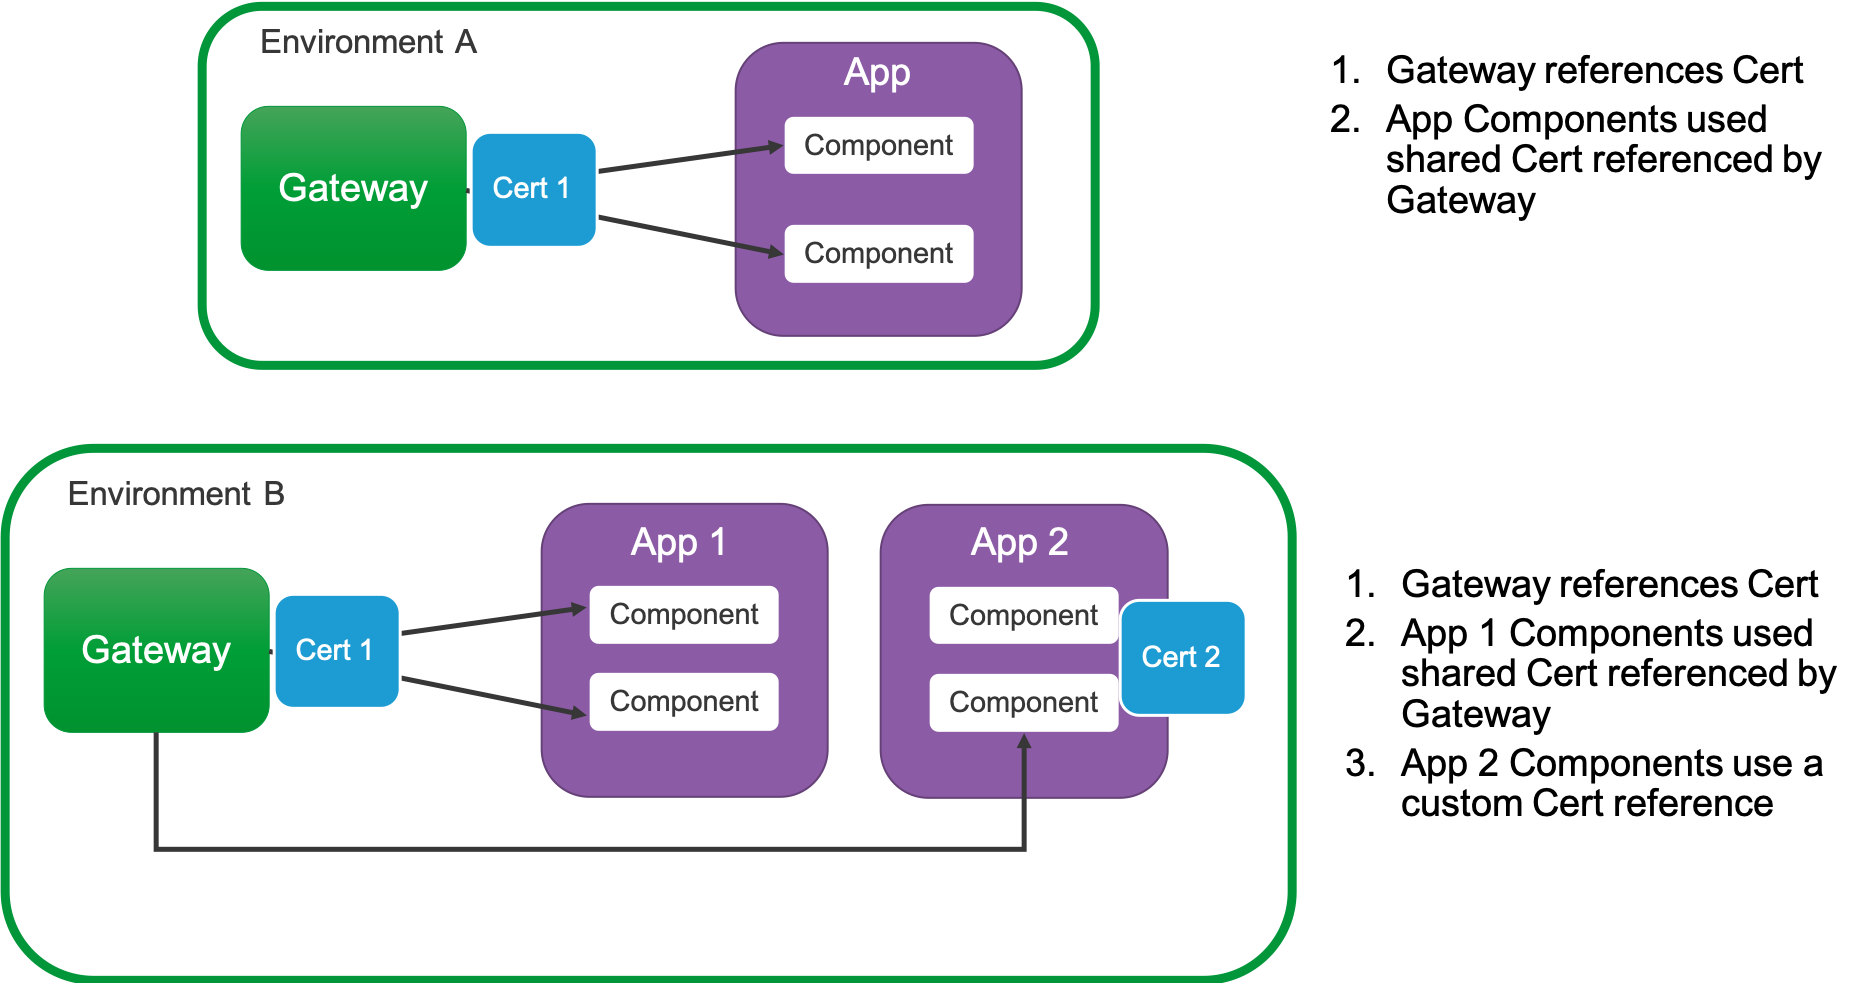 Environment A
App
Component
Gateway
Cert 1
Component
1. Gateway references Cert
2. App Components used
shared Cert referenced by
Gateway
Environment B
App 1
App 2
Component
Component
Gateway
Cert 1
Cert 2
Component
Component
1. Gateway references Cert
2. App 1 Components used
shared Cert referenced by
Gateway
3. App 2 Components use a
custom Cert reference